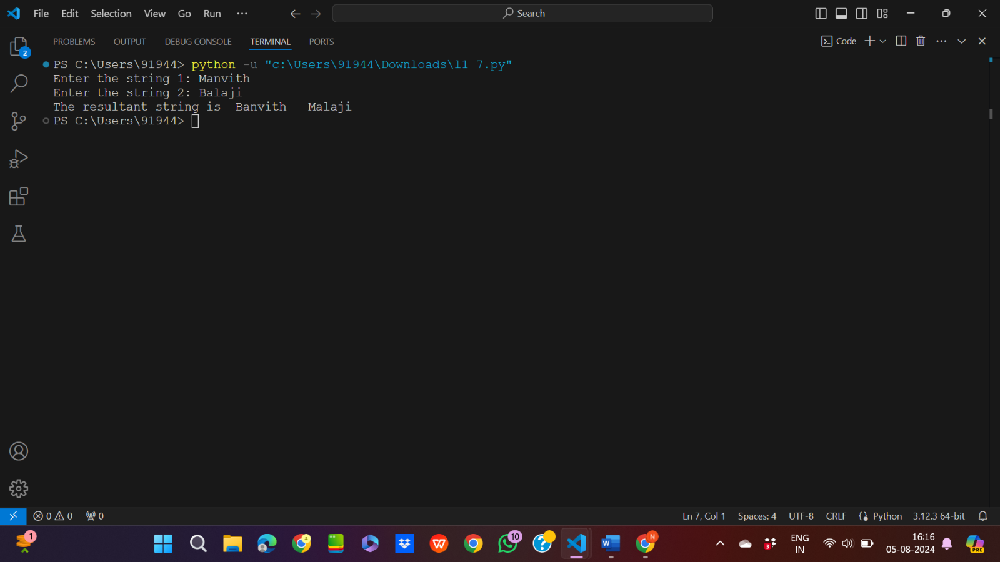 File Edit Selection View Go Run ··· Search
PROBLEMS OUTPUT DEBUG CONSOLE TERMINAL PORTS Code
2
PS C:\Users\91944> python -u "c:\Users\91944\Downloads\l1 7.py"
Enter the string 1: Manvith
Enter the string 2: Balaji
The resultant string is  Banvith   Malaji
PS C:\Users\91944>
0 0 0 Ln 7, Col 1 Spaces: 4 UTF-8 CRLF Python 3.12.3 64-bit
1 W 10 ? W N 3 ENG 16:16 PRE
IN 05-08-2024